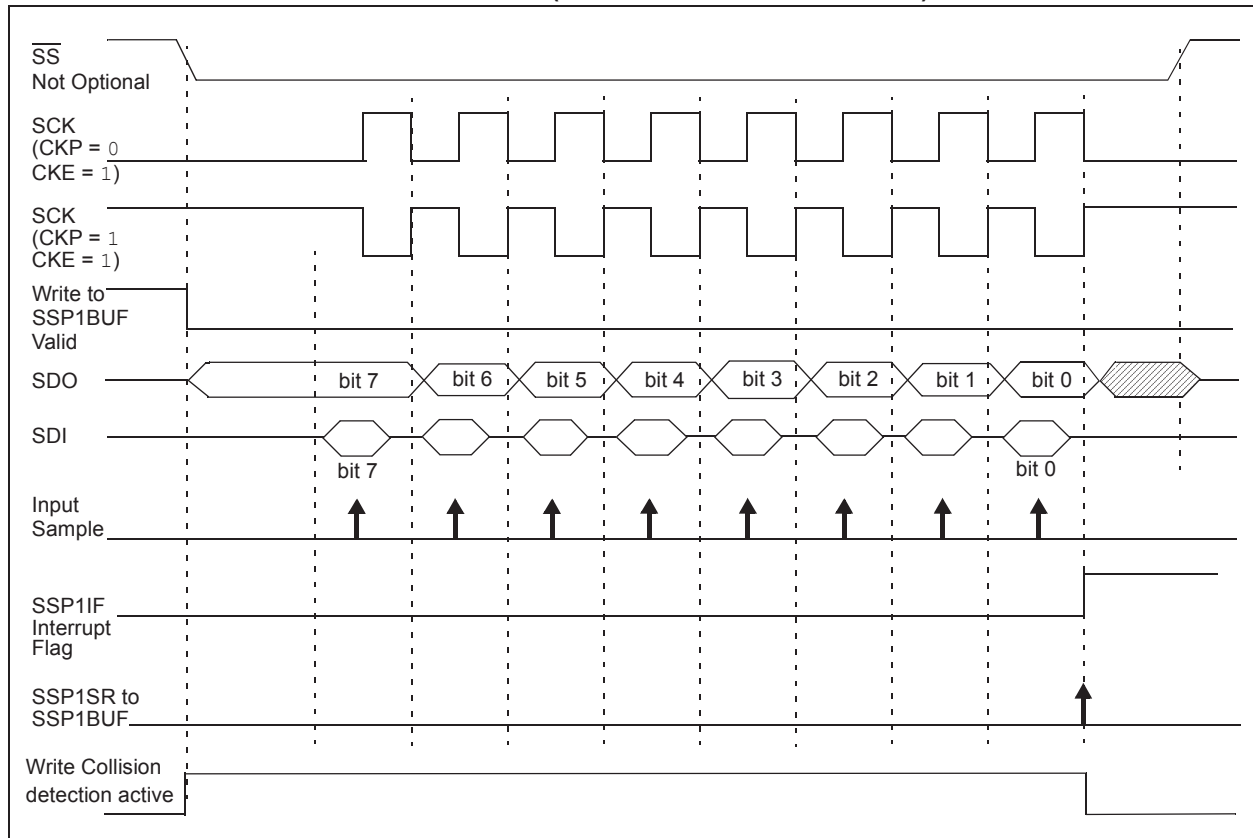 SS
Not Optional
SCK
(CKP = 0
CKE = 1)
SCK
(CKP = 1
CKE = 1)
Write to
SSP1BUF
Valid
SDO
bit 7 bit 6 bit 5 bit 4 bit 3 bit 2 bit 1 bit 0
SDI
bit 7 bit 0
Input
Sample
SSP1IF
Interrupt
Flag
SSP1SR to
SSP1BUF
Write Collision
detection active